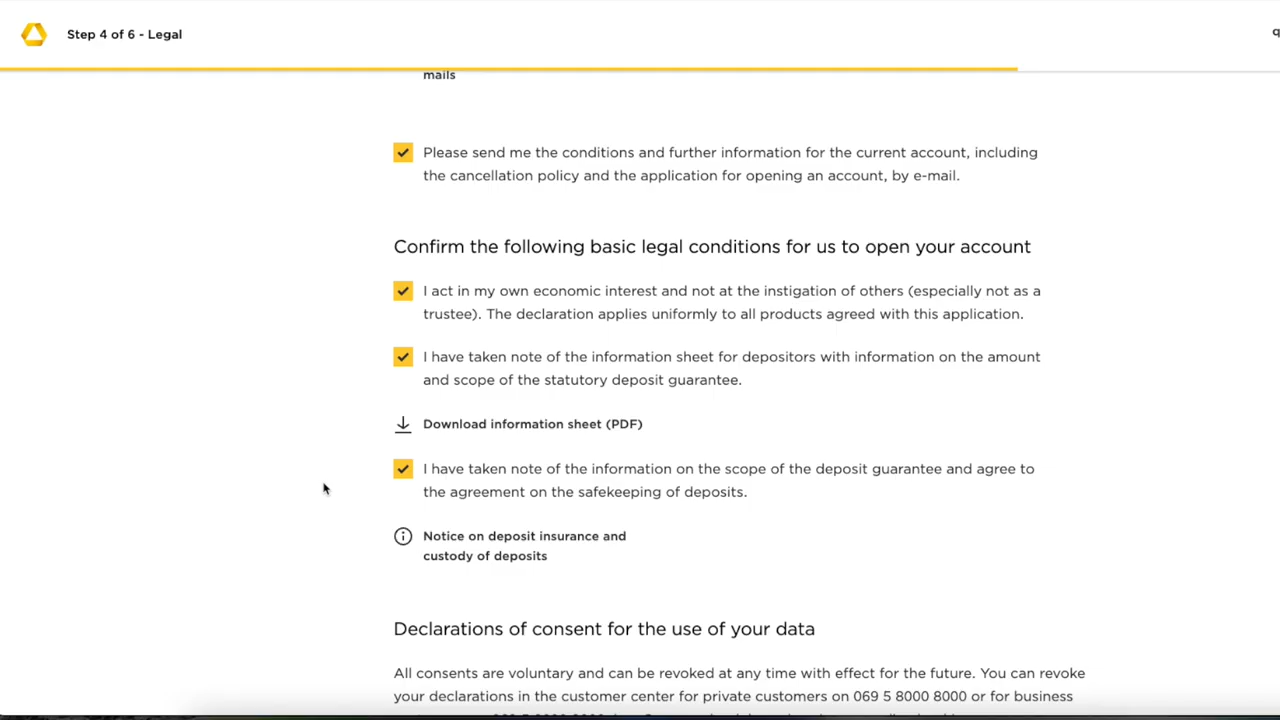 Step 4 of 6 - Legal
q
mails
Please send me the conditions and further information for the current account, including
the cancellation policy and the application for opening an account, by e-mail.
Confirm the following basic legal conditions for us to open your account
I act in my own economic interest and not at the instigation of others (especially not as a
trustee). The declaration applies uniformly to all products agreed with this application.
I have taken note of the information sheet for depositors with information on the amount
and scope of the statutory deposit guarantee.
Download information sheet (PDF)
I have taken note of the information on the scope of the deposit guarantee and agree to
the agreement on the safekeeping of deposits.
Notice on deposit insurance and
custody of deposits
Declarations of consent for the use of your data
All consents are voluntary and can be revoked at any time with effect for the future. You can revoke
your declarations in the customer center for private customers on 069 5 8000 8000 or for business